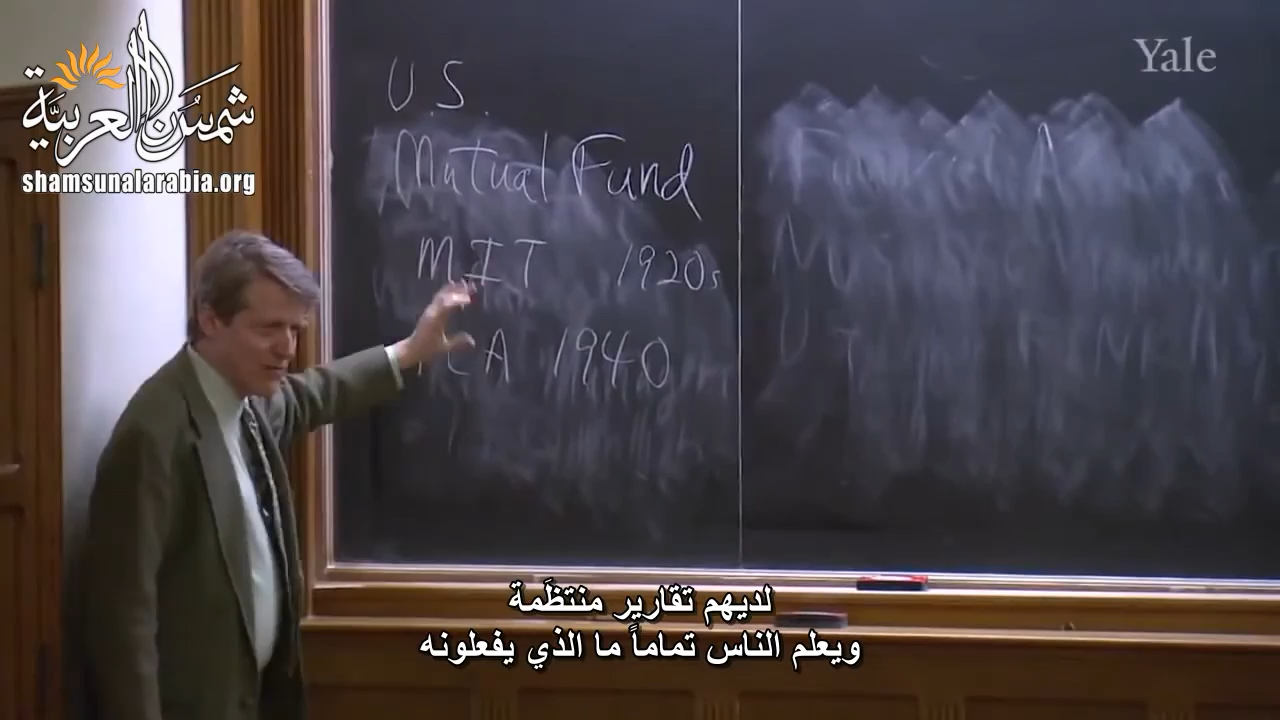 شمس العربية
shamsunalarabia.org
Yale
U.S.
Mutual Fund
MIT 1920s
ICA 1940
لديهم تقارير منتظَمة
ويعلم الناس تماماً ما الذي يفعلونه